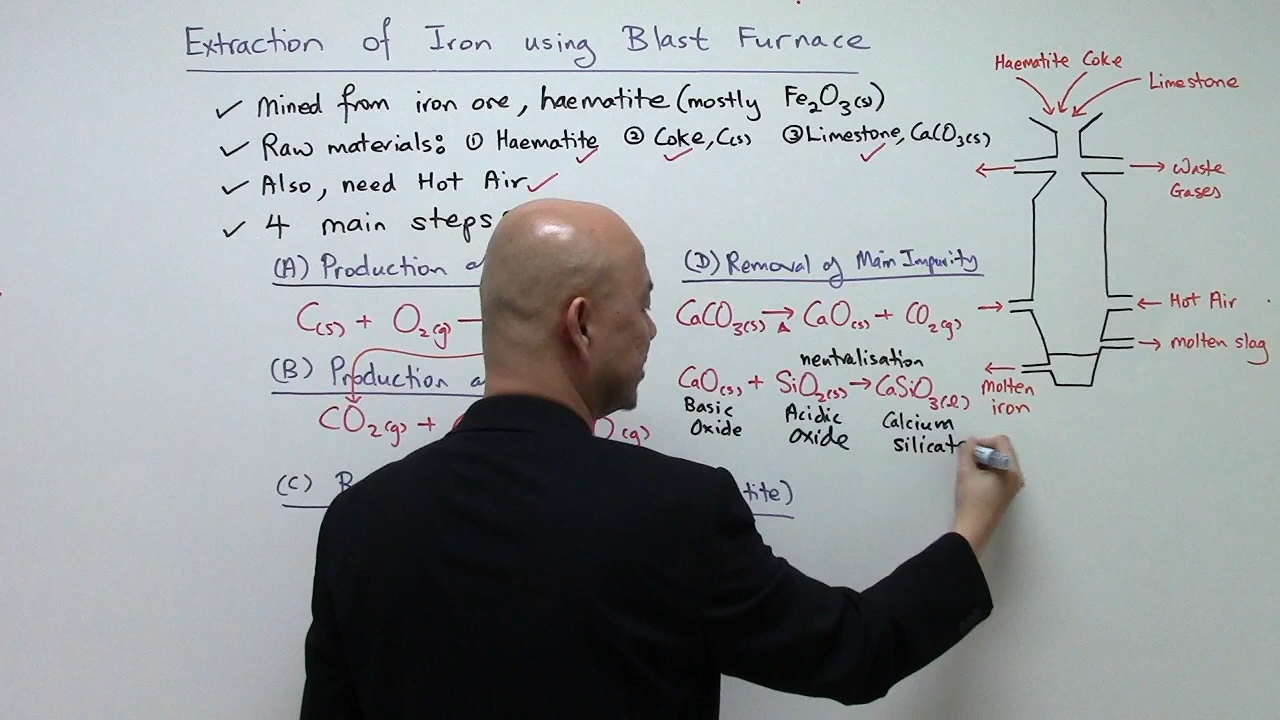 Extraction of Iron using Blast Furnace
✓ Mined from iron ore, haematite (mostly Fe₂O₃(s))
✓ Raw materials: ① Haematite ② Coke, C(s) ③ Limestone, CaCO₃(s)
✓ Also, need Hot Air
✓ 4 main steps
(A) Production
C(s) + O₂(g)
(B) Production
CO₂(g) +
O(g)
(C)
(D) Removal of Main Impurity
CaCO₃(s) → CaO(s) + CO₂(g)
Δ
neutralisation
CaO(s) + SiO₂(s) → CaSiO₃(l)
Basic Oxide
Acidic oxide
Calcium
Haematite Coke
Limestone
Waste Gases
Hot Air
molten slag
Molten iron